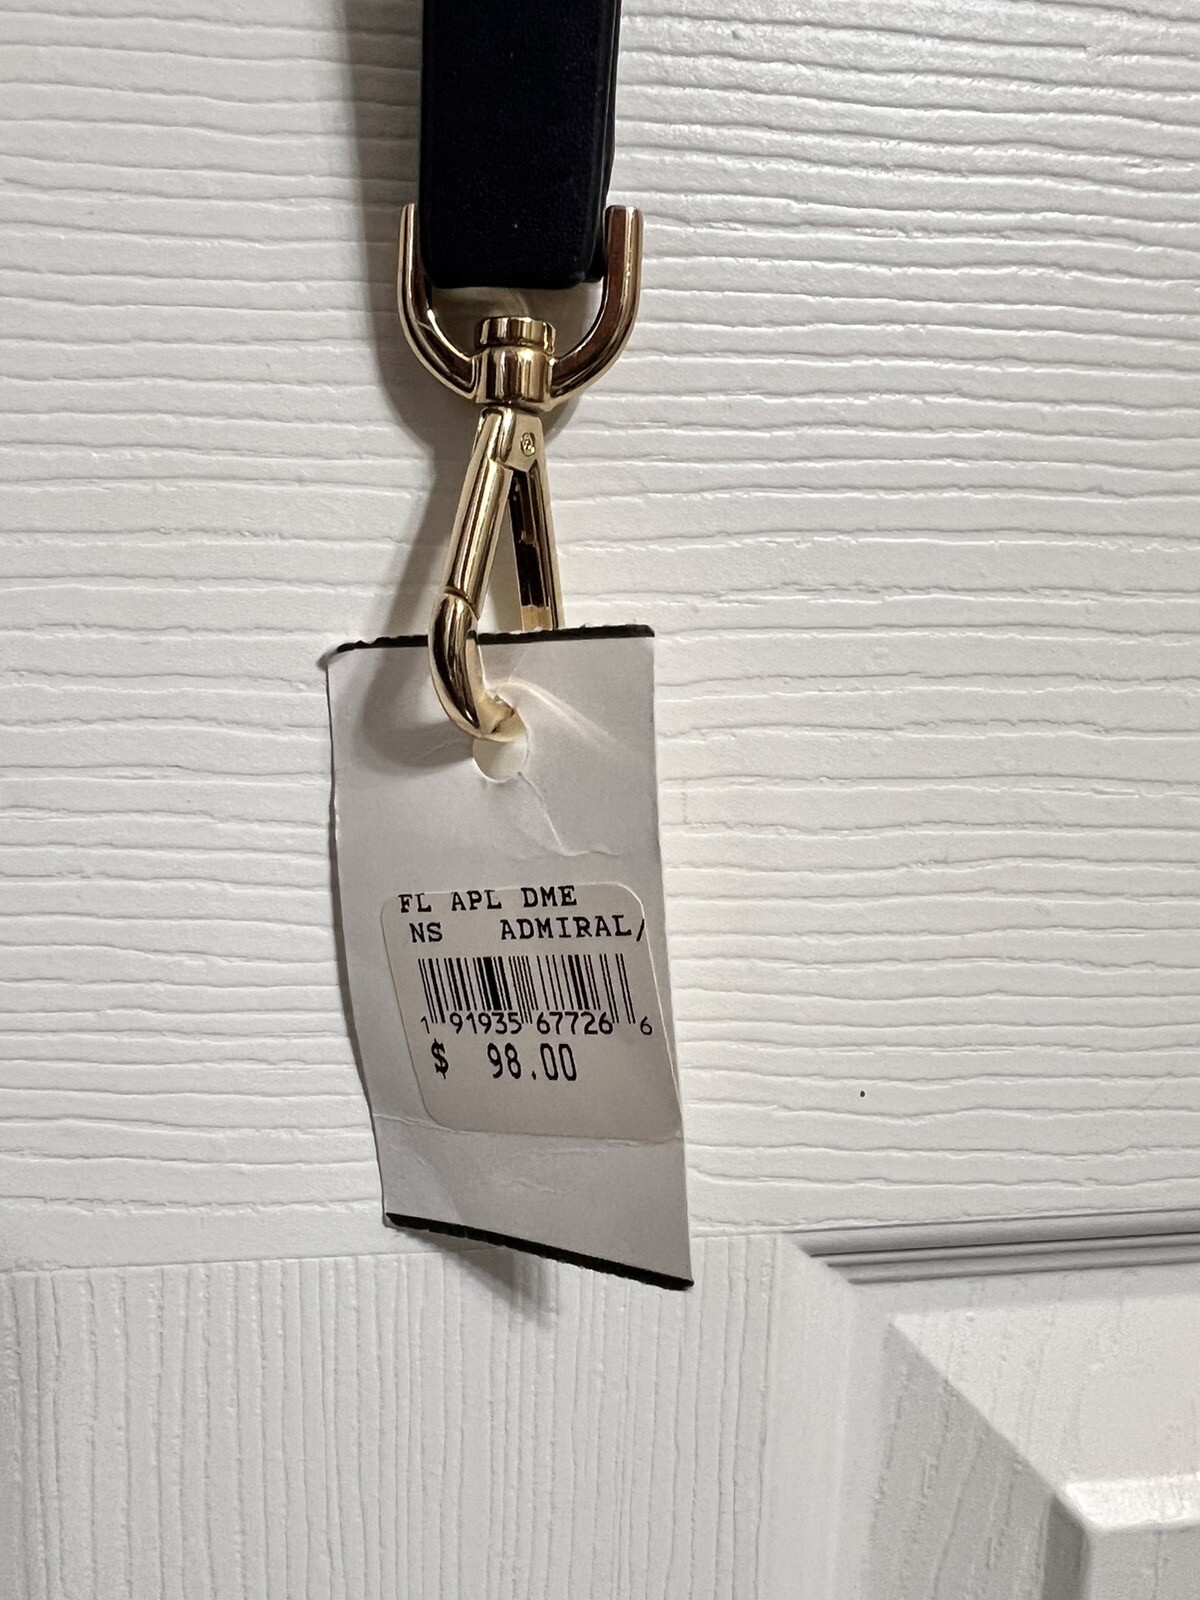 FL APL DME
NS ADMIRAL/
1 91935 67726 6
$ 98.00